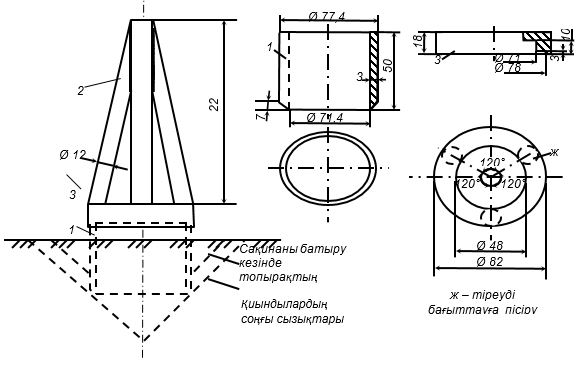 Ø 77,4
1
3
50
7
Ø 71,4
18
10
3
3
Ø 71
Ø 78
2
22
Ø 12
3
1
ж
120°
120°
120°
Ø 48
Ø 82
Сақинаны батыру
кезінде
топырақтың
Қиындылардың
соңғы сызықтары
ж – тіреуді
бағыттауға пісіру